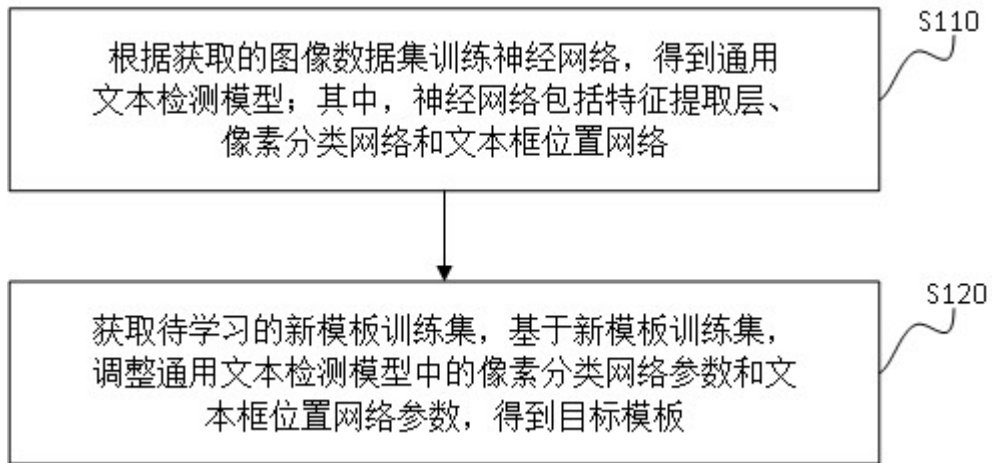 S110
根据获取的图像数据集训练神经网络，得到通用
文本检测模型；其中，神经网络包括特征提取层、
像素分类网络和文本框位置网络
S120
获取待学习的新模板训练集，基于新模板训练集，
调整通用文本检测模型中的像素分类网络参数和文
本框位置网络参数，得到目标模板